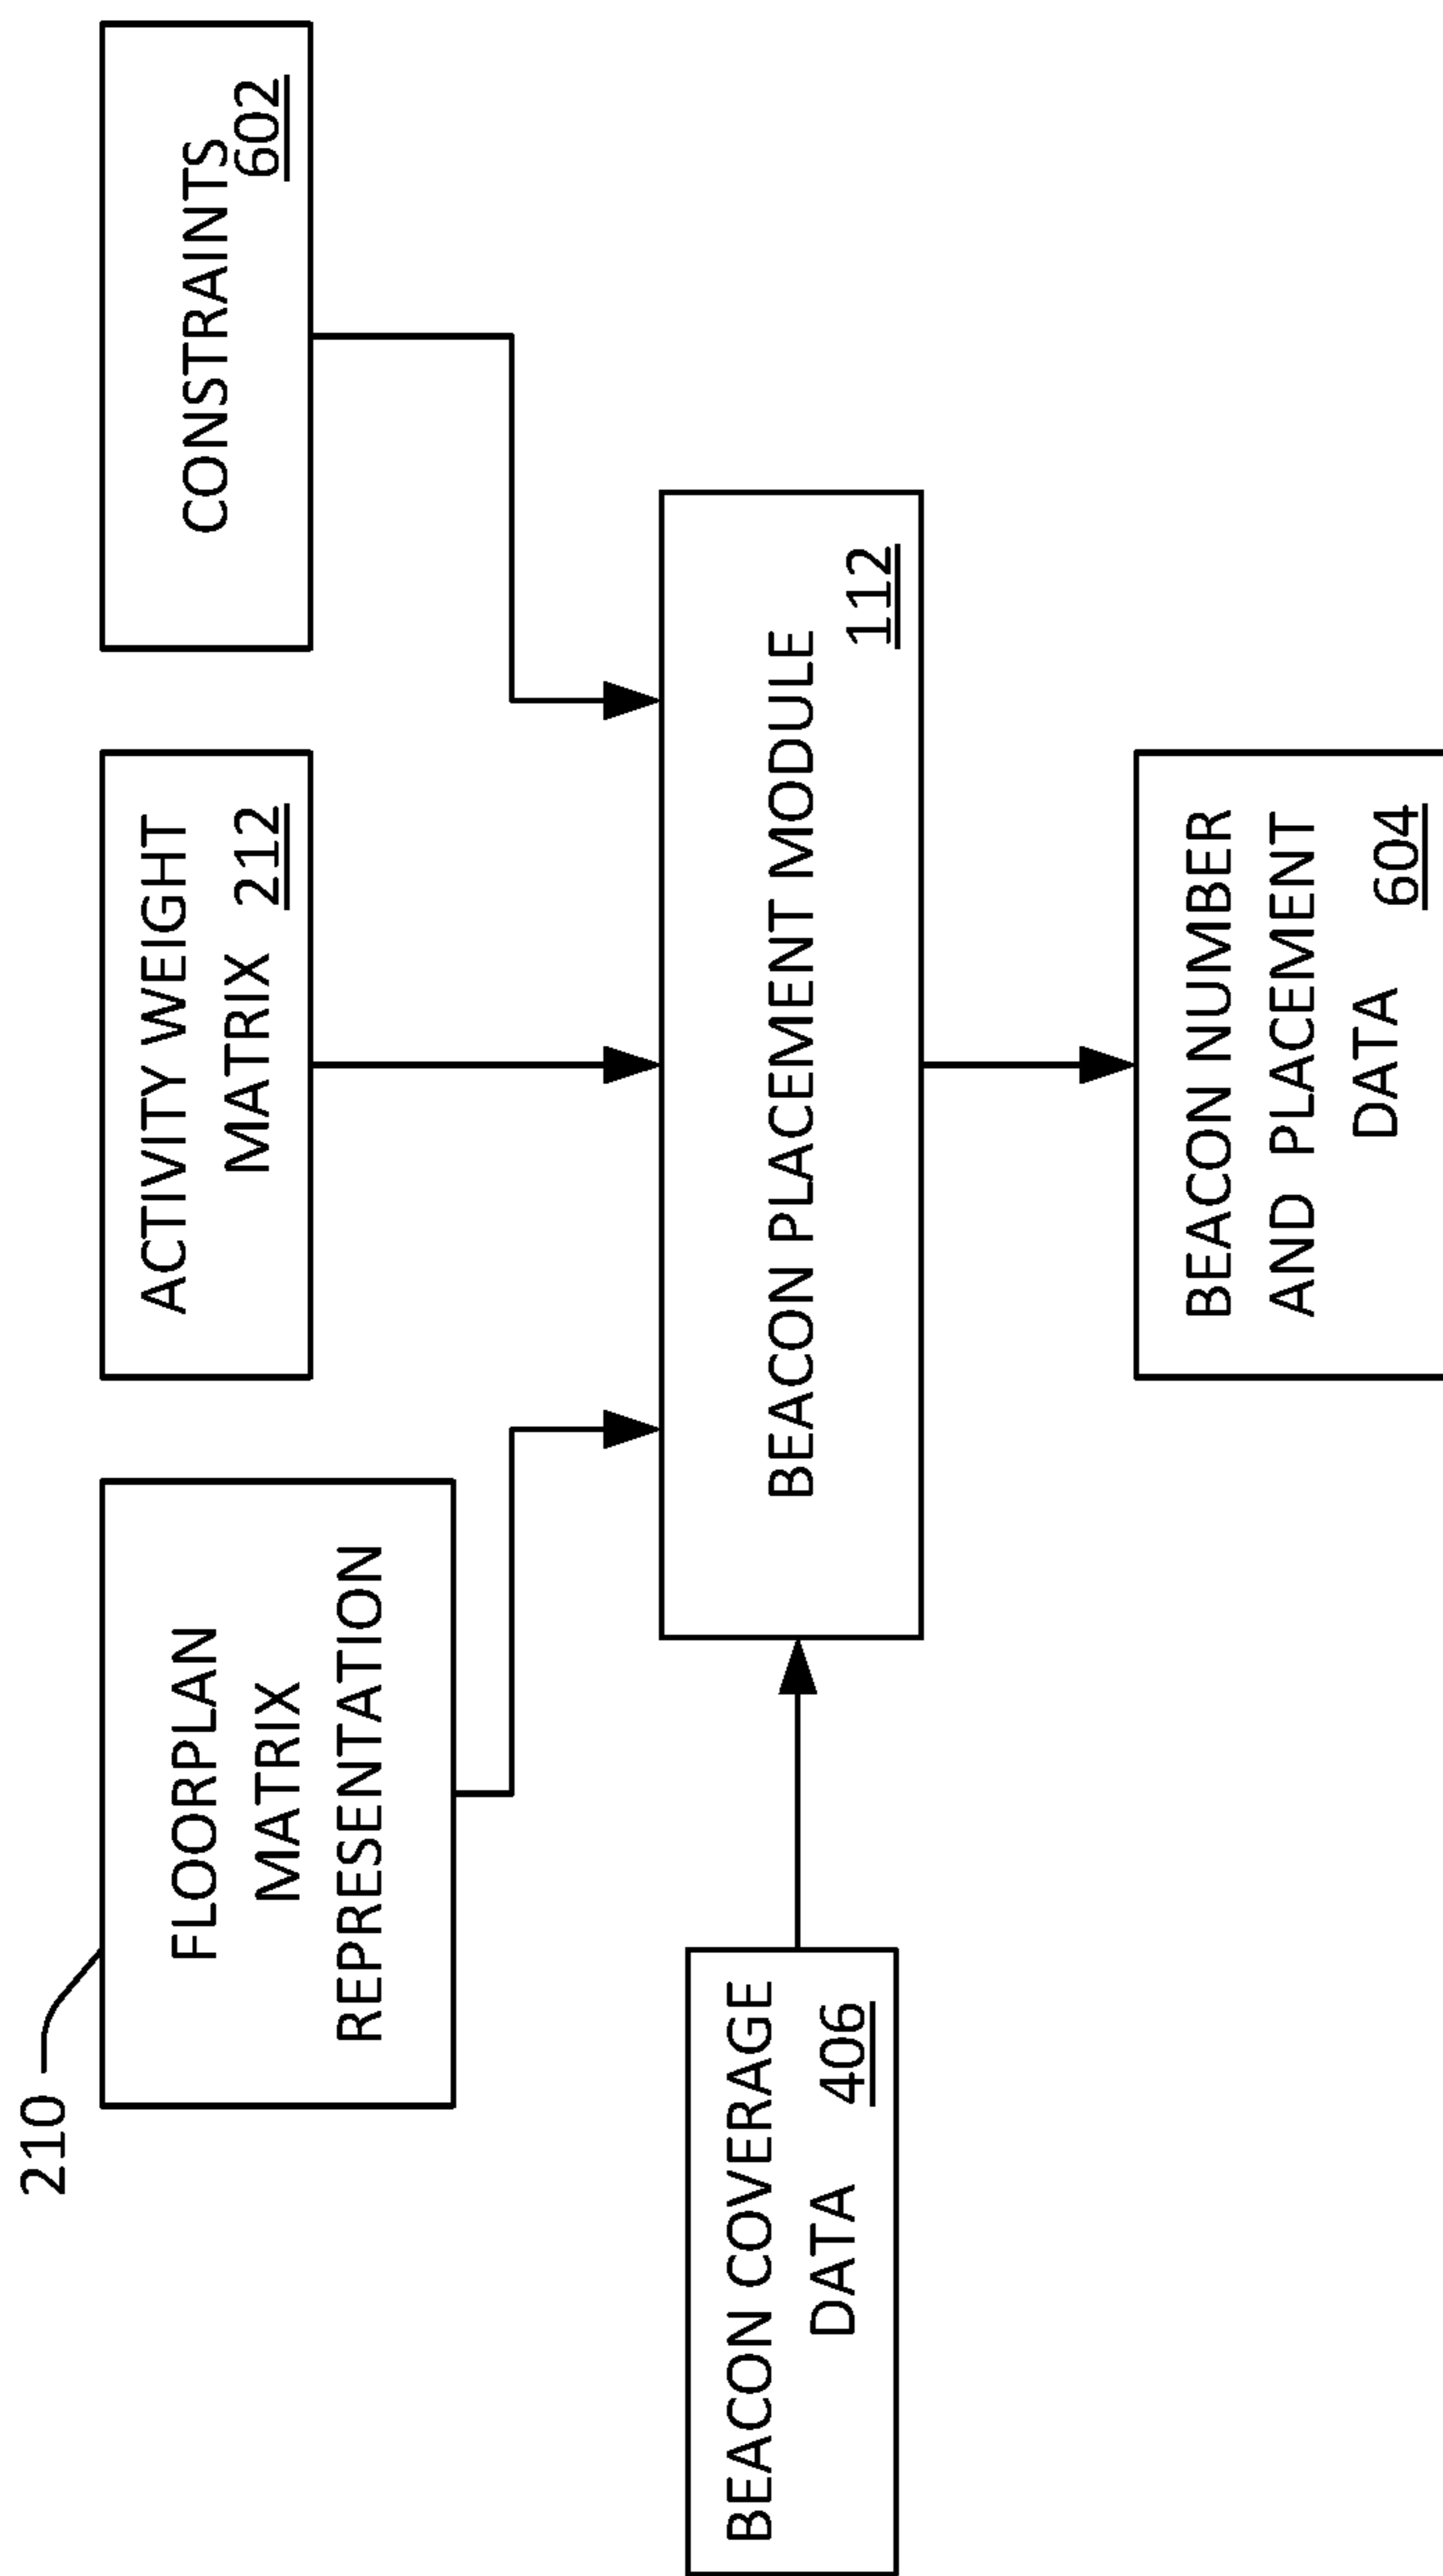 210
FLOORPLAN
MATRIX
REPRESENTATION
ACTIVITY WEIGHT
MATRIX 212
CONSTRAINTS
602
BEACON COVERAGE
DATA 406
BEACON PLACEMENT MODULE
112
BEACON NUMBER
AND PLACEMENT
DATA 604